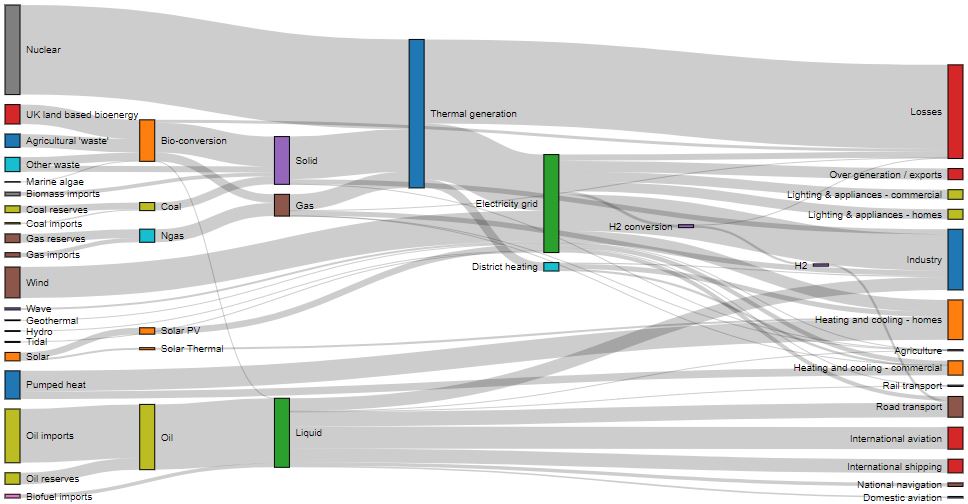 Nuclear
UK land based bioenergy
Agricultural 'waste'
Other waste
Marine algae
Biomass imports
Coal reserves
Coal imports
Gas reserves
Gas imports
Wind
Wave
Geothermal
Hydro
Tidal
Solar
Pumped heat
Oil imports
Oil reserves
Biofuel imports
Bio-conversion
Coal
Ngas
Solar PV
Solar Thermal
Oil
Solid
Gas
Liquid
Thermal generation
Electricity grid
District heating
H2 conversion
H2
Losses
Over generation / exports
Lighting & appliances - commercial
Lighting & appliances - homes
Industry
Heating and cooling - homes
Agriculture
Heating and cooling - commercial
Rail transport
Road transport
International aviation
International shipping
National navigation
Domestic aviation